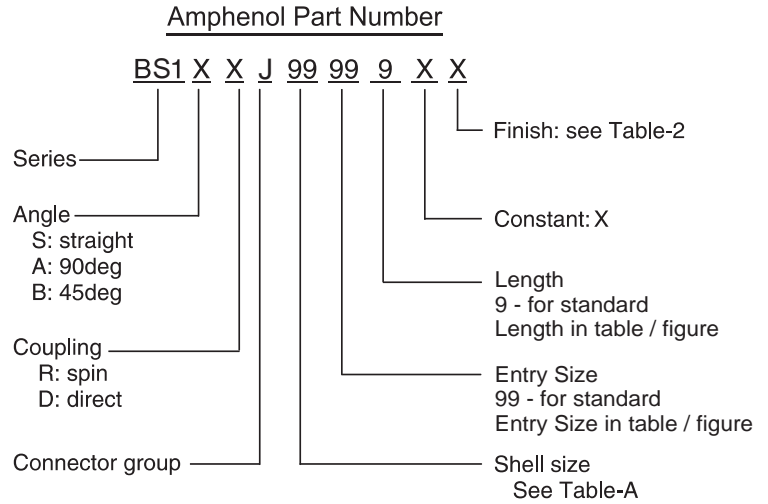 Amphenol Part Number
BS1 X X J 99 99 9 X X
Finish: see Table-2
Series
Angle
S: straight
A: 90deg
B: 45deg
Constant: X
Length
9 - for standard
Length in table / figure
Coupling
R: spin
D: direct
Entry Size
99 - for standard
Entry Size in table / figure
Connector group
Shell size
See Table-A